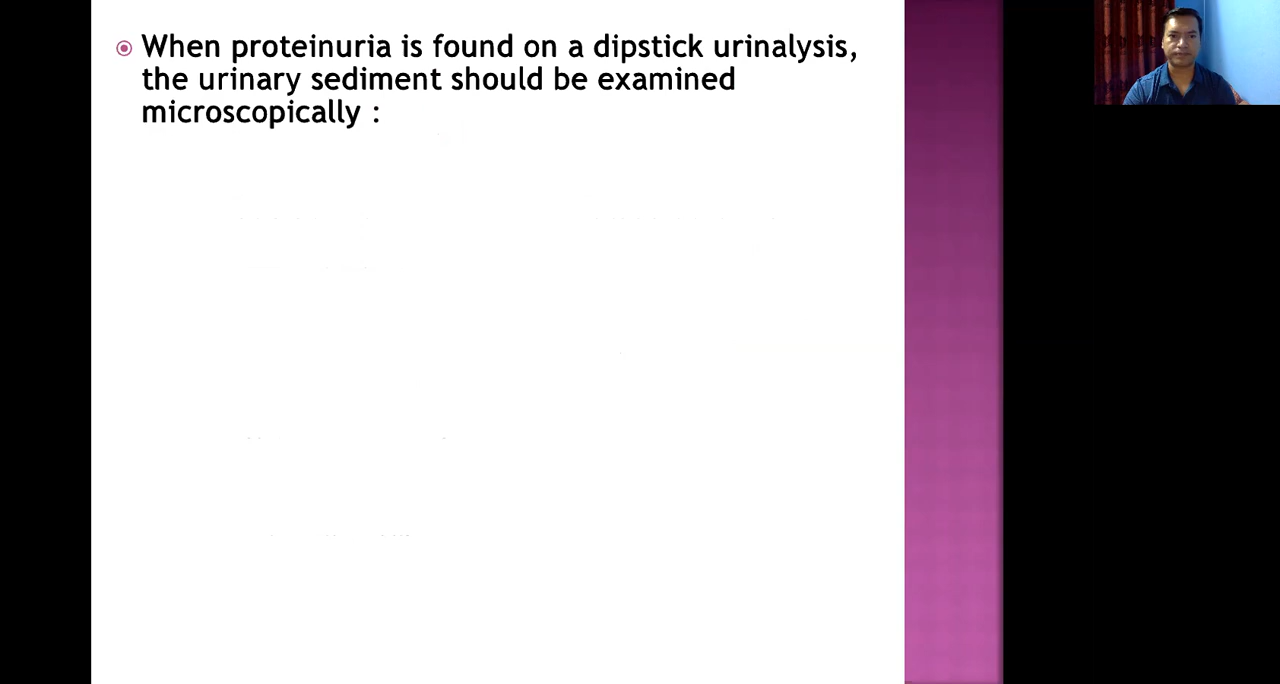 When proteinuria is found on a dipstick urinalysis,
the urinary sediment should be examined
microscopically :